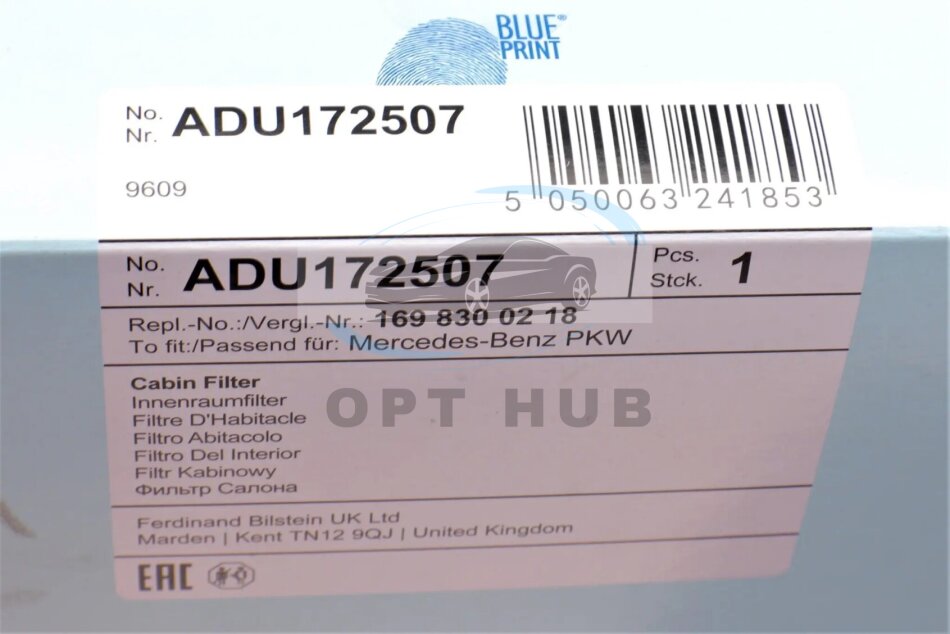 BLUE®
PRINT
No.
Nr. ADU172507
9609
5 050063 241853
No.
Nr. ADU172507
Pcs.
Stck. 1
Repl.-No.:/Vergl.-Nr.: 169 830 02 18
To fit:/Passend für: Mercedes-Benz PKW
Cabin Filter
Innenraumfilter
Filtre D'Habitacle
Filtro Abitacolo
Filtro Del Interior
Filtr Kabinowy
Фильтр Салона
OPT HUB
Ferdinand Bilstein UK Ltd
Marden | Kent TN12 9QJ | United Kingdom
EAC